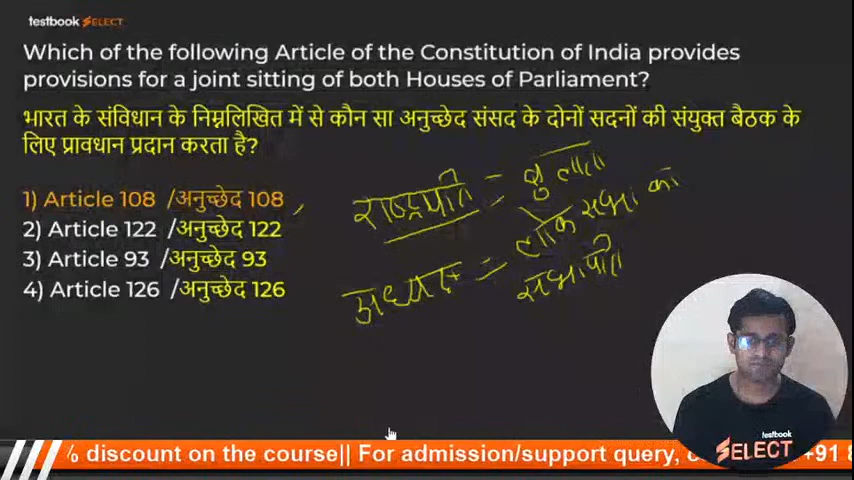 testbook SELECT
Which of the following Article of the Constitution of India provides
provisions for a joint sitting of both Houses of Parliament?
भारत के संविधान के निम्नलिखित में से कौन सा अनुच्छेद संसद के दोनों सदनों की संयुक्त बैठक के
लिए प्रावधान प्रदान करता है?
1) Article 108 /अनुच्छेद 108
2) Article 122 /अनुच्छेद 122
3) Article 93 /अनुच्छेद 93
4) Article 126 /अनुच्छेद 126
राष्ट्रपति = बुलाता
अध्यक्ष = लोक सभा का
सभापति
testbook
SELECT
% discount on the course|| For admission/support query, +91 8